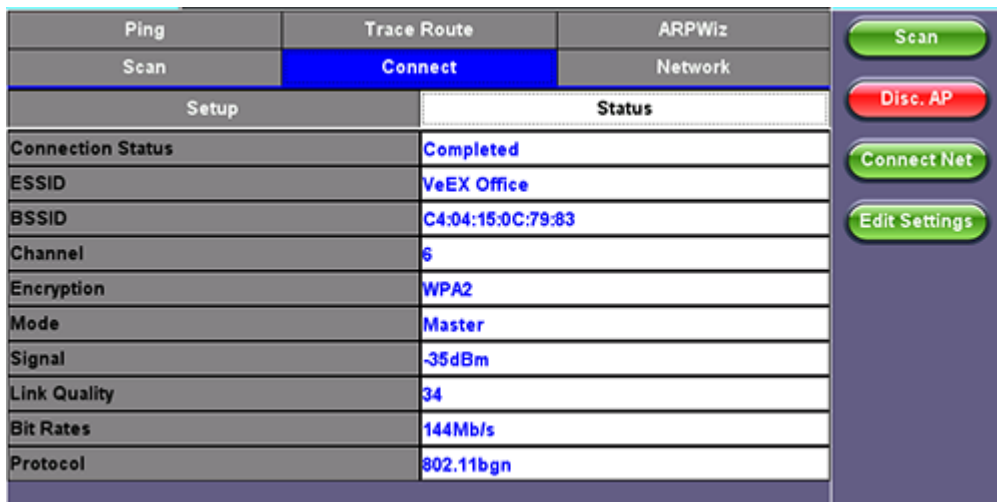 Ping Trace Route ARPWiz
Scan Connect Network
Setup Status
Connection Status Completed
ESSID VeEX Office
BSSID C4:04:15:0C:79:83
Channel 6
Encryption WPA2
Mode Master
Signal -35dBm
Link Quality 34
Bit Rates 144Mb/s
Protocol 802.11bgn
Scan
Disc. AP
Connect Net
Edit Settings